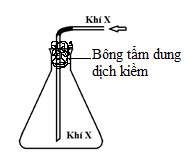 Khí X
Bông tẩm dung
dịch kiềm
Khí X